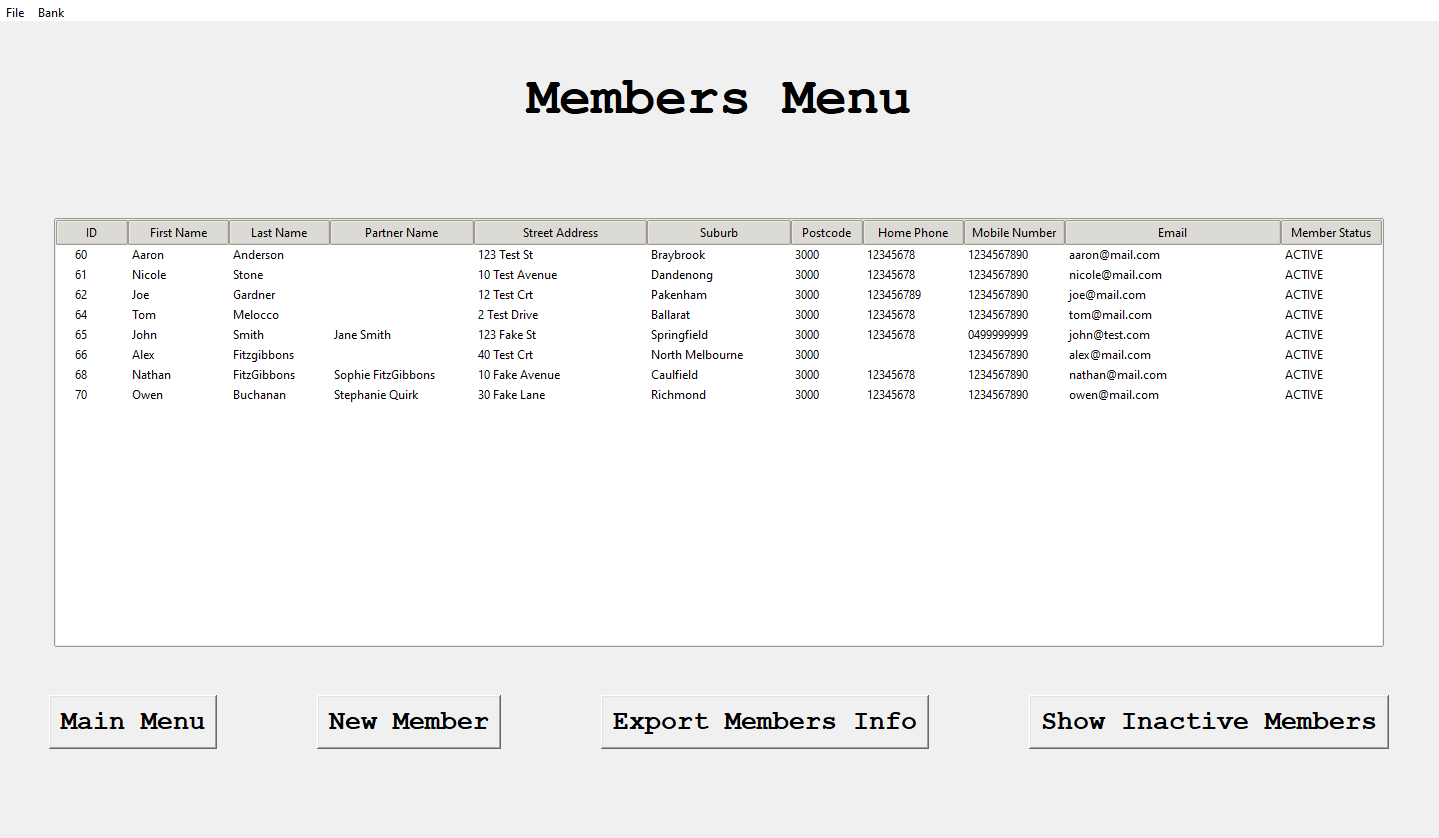 File Bank
Members Menu
ID First Name Last Name Partner Name Street Address Suburb Postcode Home Phone Mobile Number Email Member Status
60 Aaron Anderson 123 Test St Braybrook 3000 12345678 1234567890 aaron@mail.com ACTIVE
61 Nicole Stone 10 Test Avenue Dandenong 3000 12345678 1234567890 nicole@mail.com ACTIVE
62 Joe Gardner 12 Test Crt Pakenham 3000 123456789 1234567890 joe@mail.com ACTIVE
64 Tom Melocco 2 Test Drive Ballarat 3000 12345678 1234567890 tom@mail.com ACTIVE
65 John Smith Jane Smith 123 Fake St Springfield 3000 12345678 0499999999 john@test.com ACTIVE
66 Alex Fitzgibbons 40 Test Crt North Melbourne 3000 1234567890 alex@mail.com ACTIVE
68 Nathan FitzGibbons Sophie FitzGibbons 10 Fake Avenue Caulfield 3000 12345678 1234567890 nathan@mail.com ACTIVE
70 Owen Buchanan Stephanie Quirk 30 Fake Lane Richmond 3000 12345678 1234567890 owen@mail.com ACTIVE
Main Menu New Member Export Members Info Show Inactive Members